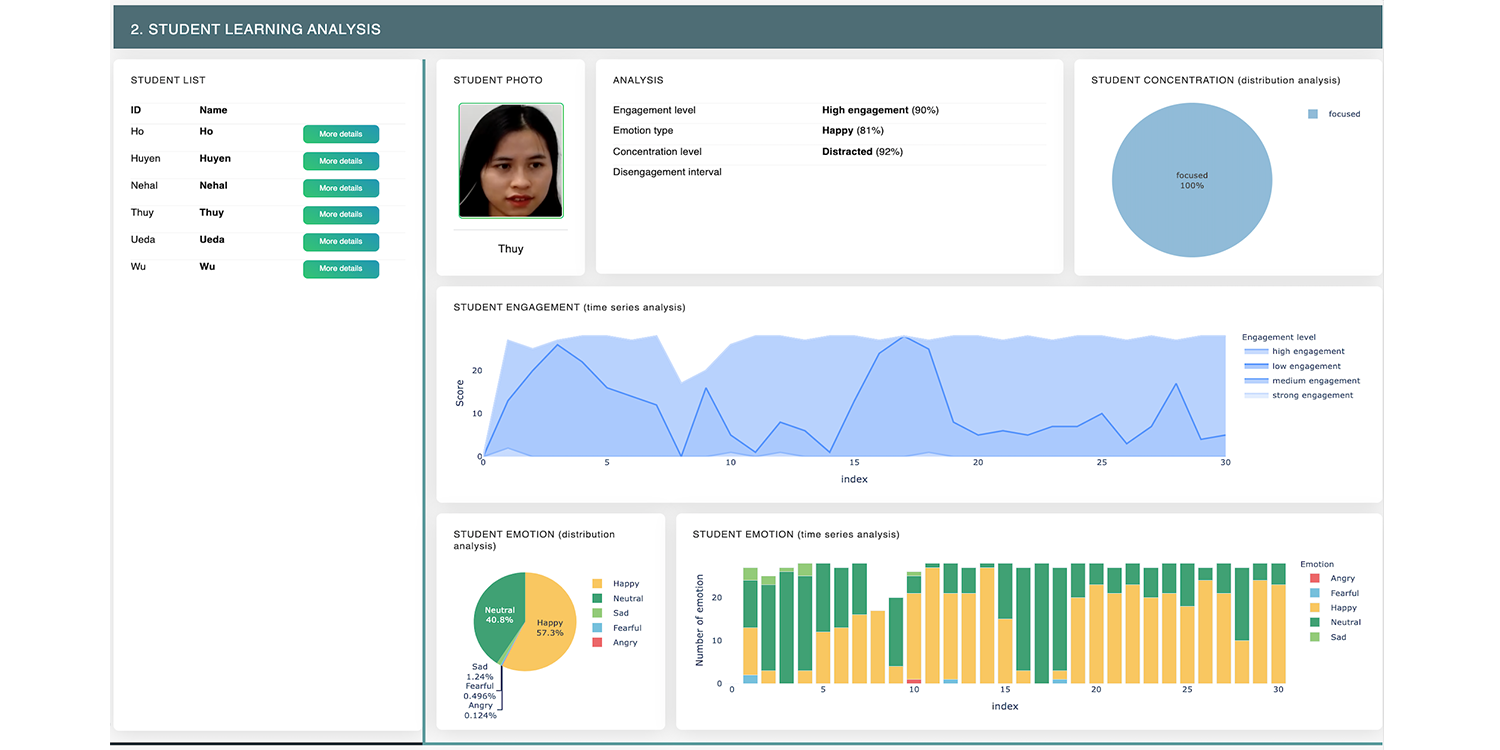 2. STUDENT LEARNING ANALYSIS
STUDENT LIST
ID Name
Ho Ho More details
Huyen Huyen More details
Nehal Nehal More details
Thuy Thuy More details
Ueda Ueda More details
Wu Wu More details
STUDENT PHOTO
Thuy
ANALYSIS
Engagement level High engagement (90%)
Emotion type Happy (81%)
Concentration level Distracted (92%)
Disengagement interval
STUDENT CONCENTRATION (distribution analysis)
focused
focused
100%
STUDENT ENGAGEMENT (time series analysis)
Score
20
10
0
0 5 10 15 20 25 30
index
Engagement level
high engagement
low engagement
medium engagement
strong engagement
STUDENT EMOTION (distribution
analysis)
Neutral
40.8%
Happy
57.3%
Sad
1.24%
Fearful
0.496%
Angry
0.124%
Happy
Neutral
Sad
Fearful
Angry
STUDENT EMOTION (time series analysis)
Number of emotion
20
10
0
0 5 10 15 20 25 30
index
Emotion
Angry
Fearful
Happy
Neutral
Sad